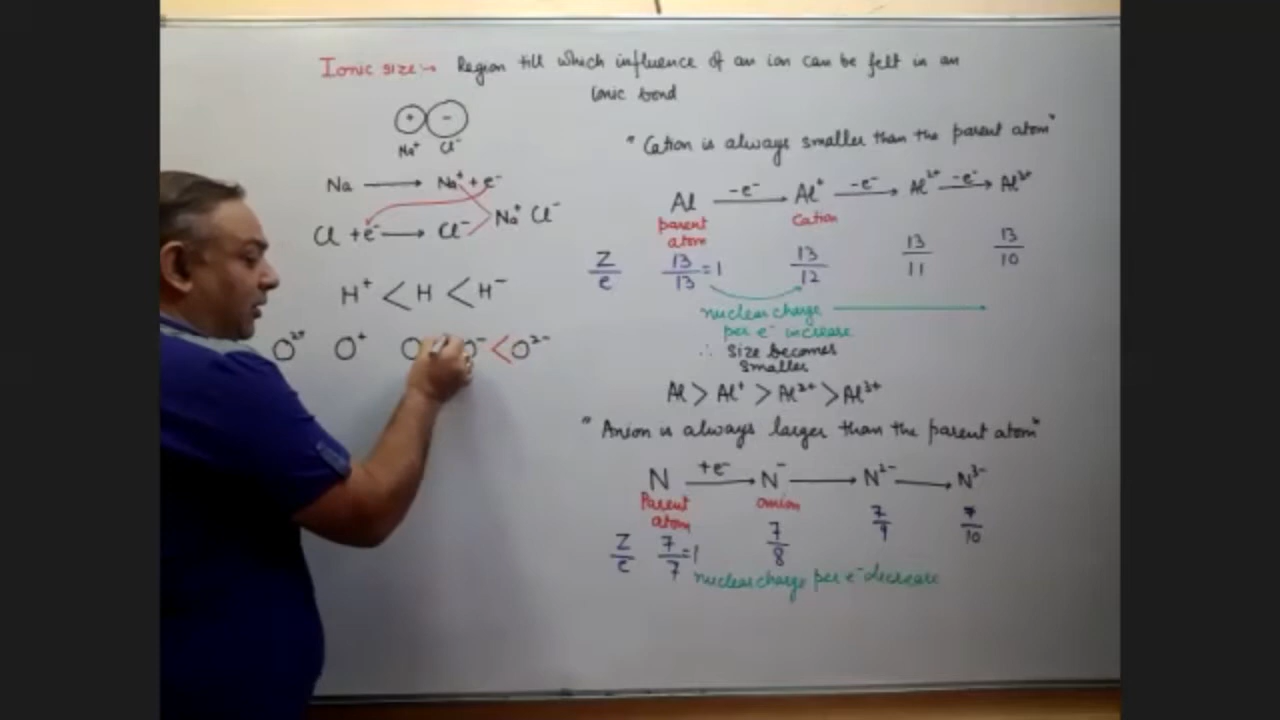 Ionic size:→ Region till which influence of an ion can be felt in an
ionic bond
+ -
Na⁺ Cl⁻
Na → Na⁺ + e⁻
Cl + e⁻ → Cl⁻
Na⁺ Cl⁻
H⁺ < H < H⁻
O²⁺ O⁺ O O⁻ < O²⁻
"Cation is always smaller than the parent atom"
Al -e⁻→ Al⁺ -e⁻→ Al²⁺ -e⁻→ Al³⁺
parent
atom
Cation
Z/e 13/13 = 1 13/12 13/11 13/10
nuclear charge
per e⁻ increase
∴ Size becomes
smaller
Al > Al⁺ > Al²⁺ > Al³⁺
"Anion is always larger than the parent atom"
N +e⁻→ N⁻ → N²⁻ → N³⁻
Parent
atom
anion
Z/e 7/7 = 1 7/8 7/9 7/10
nuclear charge per e⁻ decrease